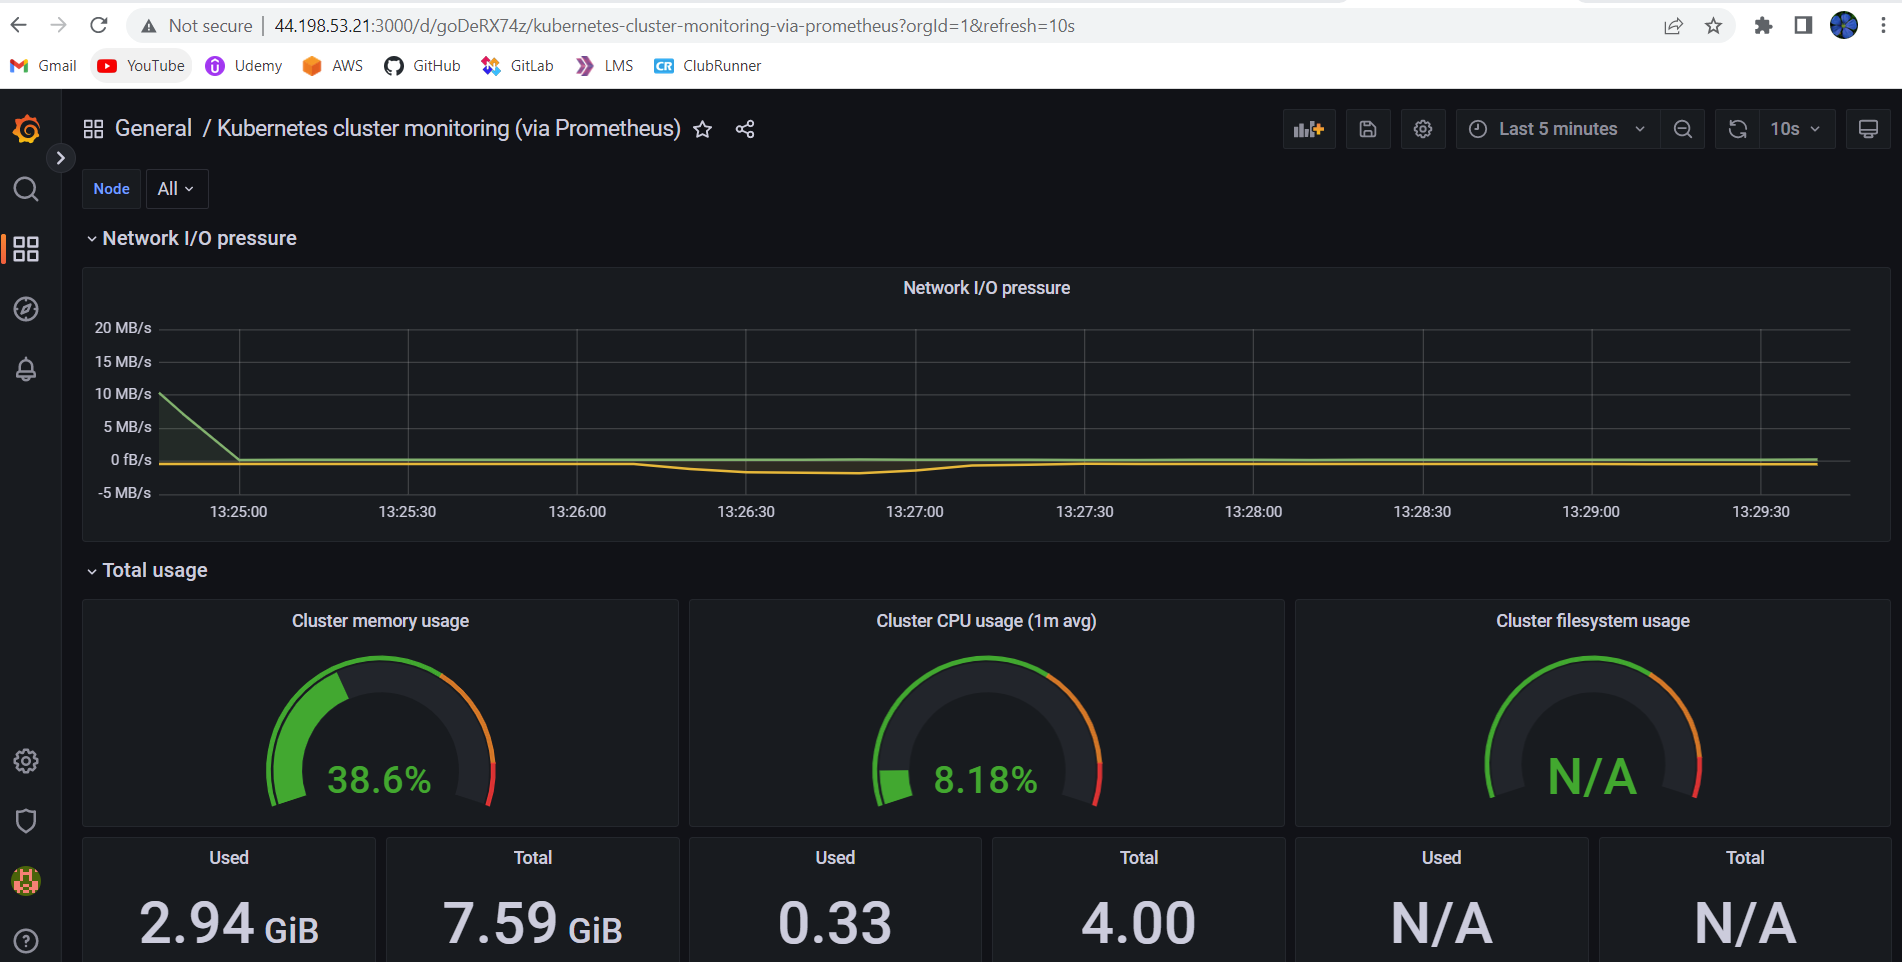 Not secure | 44.198.53.21:3000/d/goDeRX74z/kubernetes-cluster-monitoring-via-prometheus?orgId=1&refresh=10s
Gmail YouTube Udemy AWS GitHub GitLab LMS CR ClubRunner
General / Kubernetes cluster monitoring (via Prometheus) Last 5 minutes 10s
Node All
Network I/O pressure
Network I/O pressure
20 MB/s
15 MB/s
10 MB/s
5 MB/s
0 fB/s
-5 MB/s
13:25:00 13:25:30 13:26:00 13:26:30 13:27:00 13:27:30 13:28:00 13:28:30 13:29:00 13:29:30
Total usage
Cluster memory usage Cluster CPU usage (1m avg) Cluster filesystem usage
38.6% 8.18% N/A
Used Total Used Total Used Total
2.94 GiB 7.59 GiB 0.33 4.00 N/A N/A